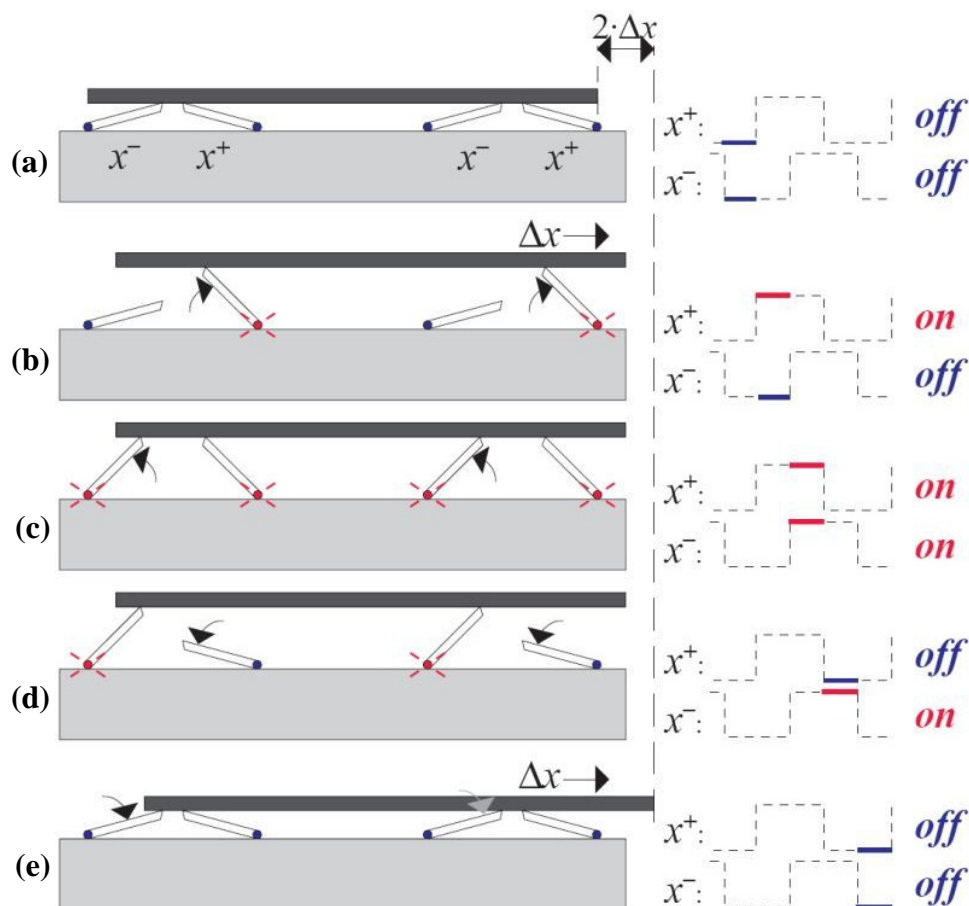 2·Δx
x⁺: off
(a) x⁻ x⁺ x⁻ x⁺
x⁻: off
Δx
x⁺: on
(b)
x⁻: off
x⁺: on
(c)
x⁻: on
x⁺: off
(d)
x⁻: on
Δx
x⁺: off
(e)
x⁻: off